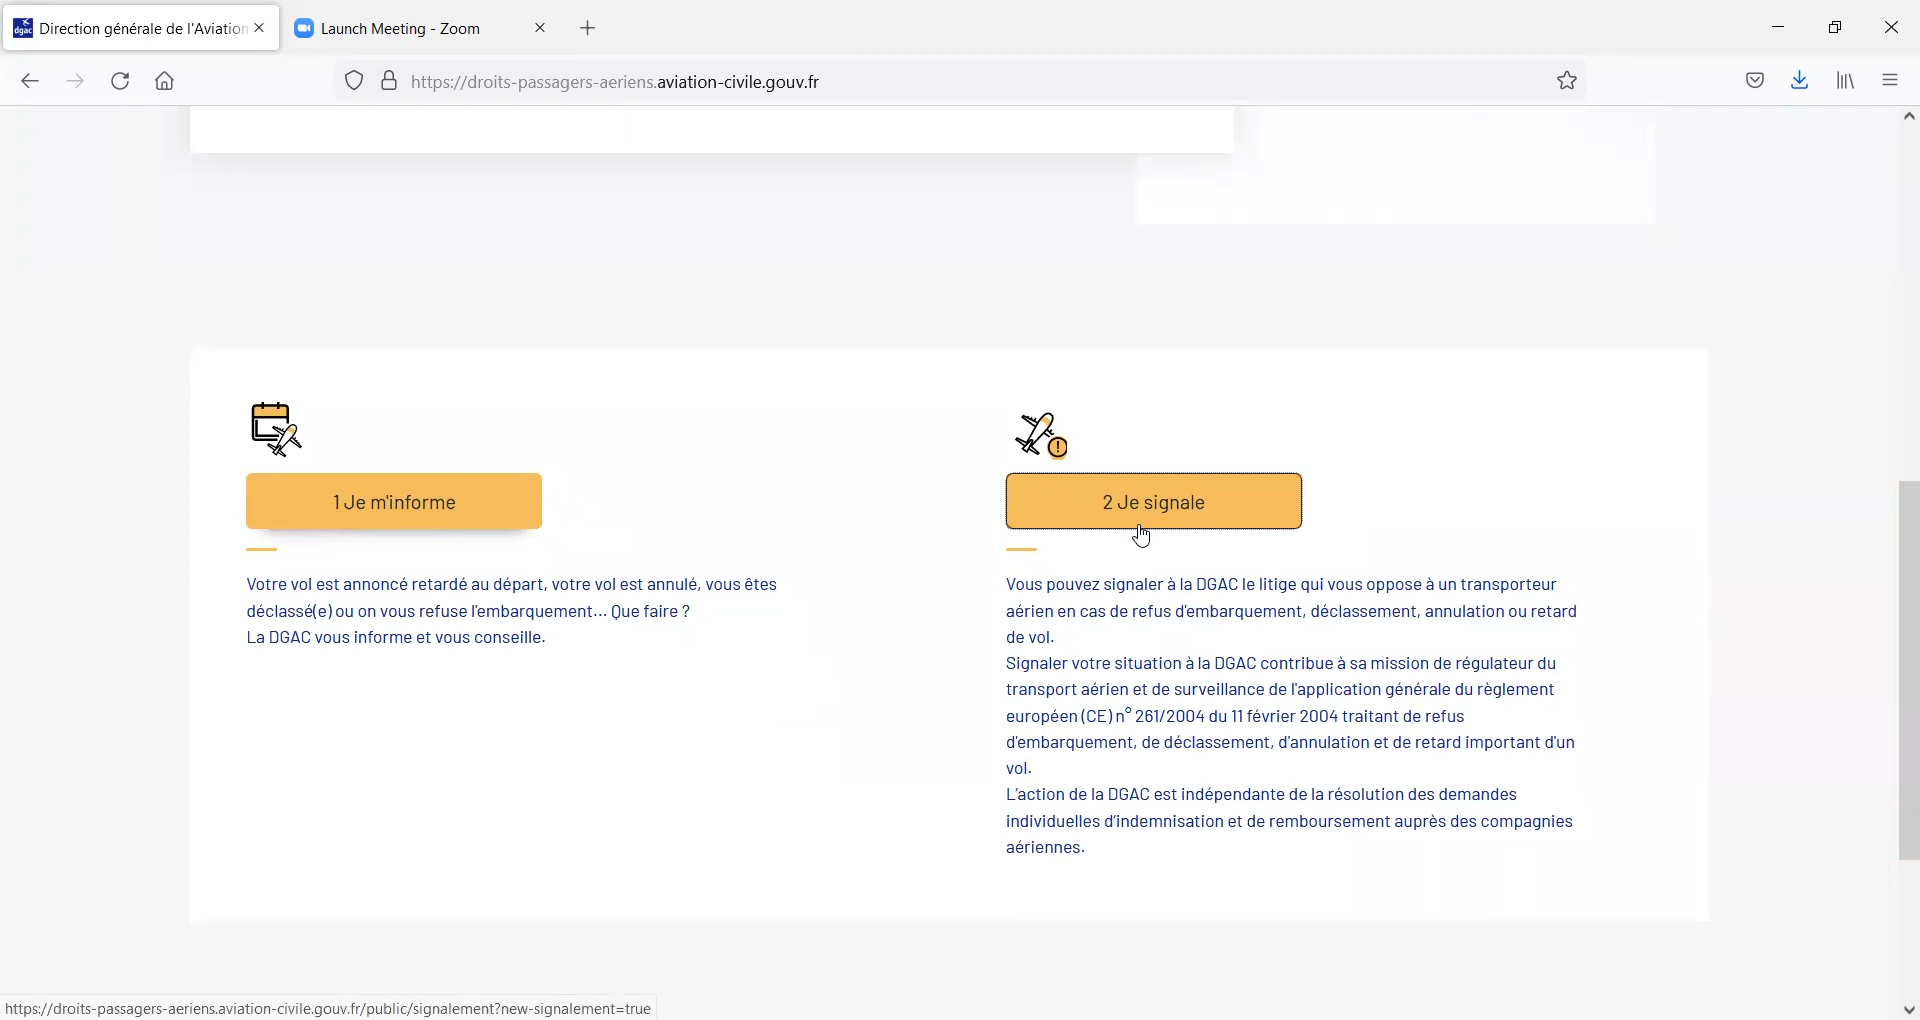 dgac Direction générale de l'Aviation
Launch Meeting - Zoom
https://droits-passagers-aeriens.aviation-civile.gouv.fr
1 Je m'informe
Votre vol est annoncé retardé au départ, votre vol est annulé, vous êtes
déclassé(e) ou on vous refuse l'embarquement... Que faire ?
La DGAC vous informe et vous conseille.
2 Je signale
Vous pouvez signaler à la DGAC le litige qui vous oppose à un transporteur
aérien en cas de refus d'embarquement, déclassement, annulation ou retard
de vol.
Signaler votre situation à la DGAC contribue à sa mission de régulateur du
transport aérien et de surveillance de l'application générale du règlement
européen (CE) n° 261/2004 du 11 février 2004 traitant de refus
d'embarquement, de déclassement, d'annulation et de retard important d'un
vol.
L’action de la DGAC est indépendante de la résolution des demandes
individuelles d’indemnisation et de remboursement auprès des compagnies
aériennes.
https://droits-passagers-aeriens.aviation-civile.gouv.fr/public/signalement?new-signalement=true